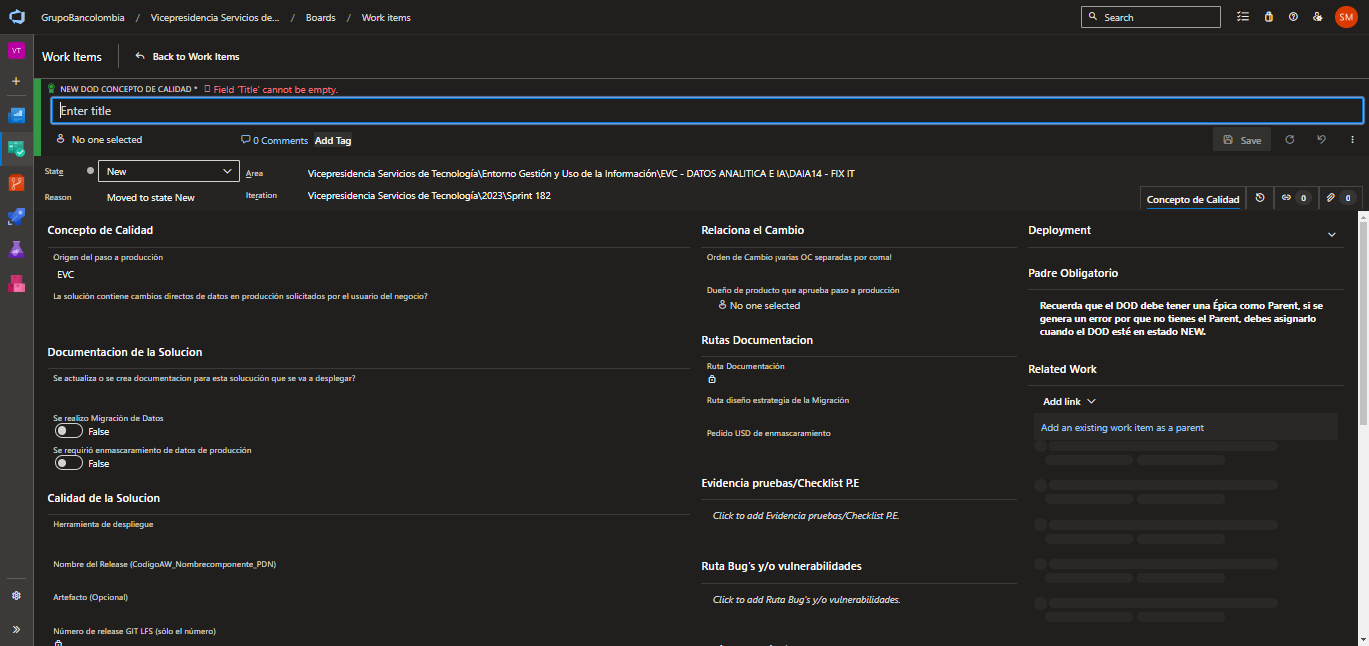 GrupoBancolombia / Vicepresidencia Servicios de... / Boards / Work items
Search
SM
VT
Work Items
Back to Work Items
NEW DOD CONCEPTO DE CALIDAD * Field 'Title' cannot be empty.
Enter title
No one selected
0 Comments
Add Tag
Save
State
New
Area
Vicepresidencia Servicios de Tecnología\Entorno Gestión y Uso de la Información\EVC - DATOS ANALITICA E IA\DAIA14 - FIX IT
Reason
Moved to state New
Iteration
Vicepresidencia Servicios de Tecnología\2023\Sprint 182
Concepto de Calidad
0
0
Concepto de Calidad
Origen del paso a producción
EVC
La solución contiene cambios directos de datos en producción solicitados por el usuario del negocio?
Documentacion de la Solucion
Se actualiza o se crea documentacion para esta solucución que se va a desplegar?
Se realizo Migración de Datos
False
Se requirió enmascaramiento de datos de producción
False
Calidad de la Solucion
Herramienta de despliegue
Nombre del Release (CodigoAW_Nombrecomponente_PDN)
Artefacto (Opcional)
Número de release GIT LFS (sólo el número)
Relaciona el Cambio
Orden de Cambio ¡varias OC separadas por coma!
Dueño de producto que aprueba paso a producción
No one selected
Rutas Documentacion
Ruta Documentación
Ruta diseño estrategia de la Migración
Pedido USD de enmascaramiento
Evidencia pruebas/Checklist P.E
Click to add Evidencia pruebas/Checklist P.E.
Ruta Bug's y/o vulnerabilidades
Click to add Ruta Bug's y/o vulnerabilidades.
Deployment
Padre Obligatorio
Recuerda que el DOD debe tener una Épica como Parent, si se
genera un error por que no tienes el Parent, debes asignarlo
cuando el DOD esté en estado NEW.
Related Work
Add link
Add an existing work item as a parent